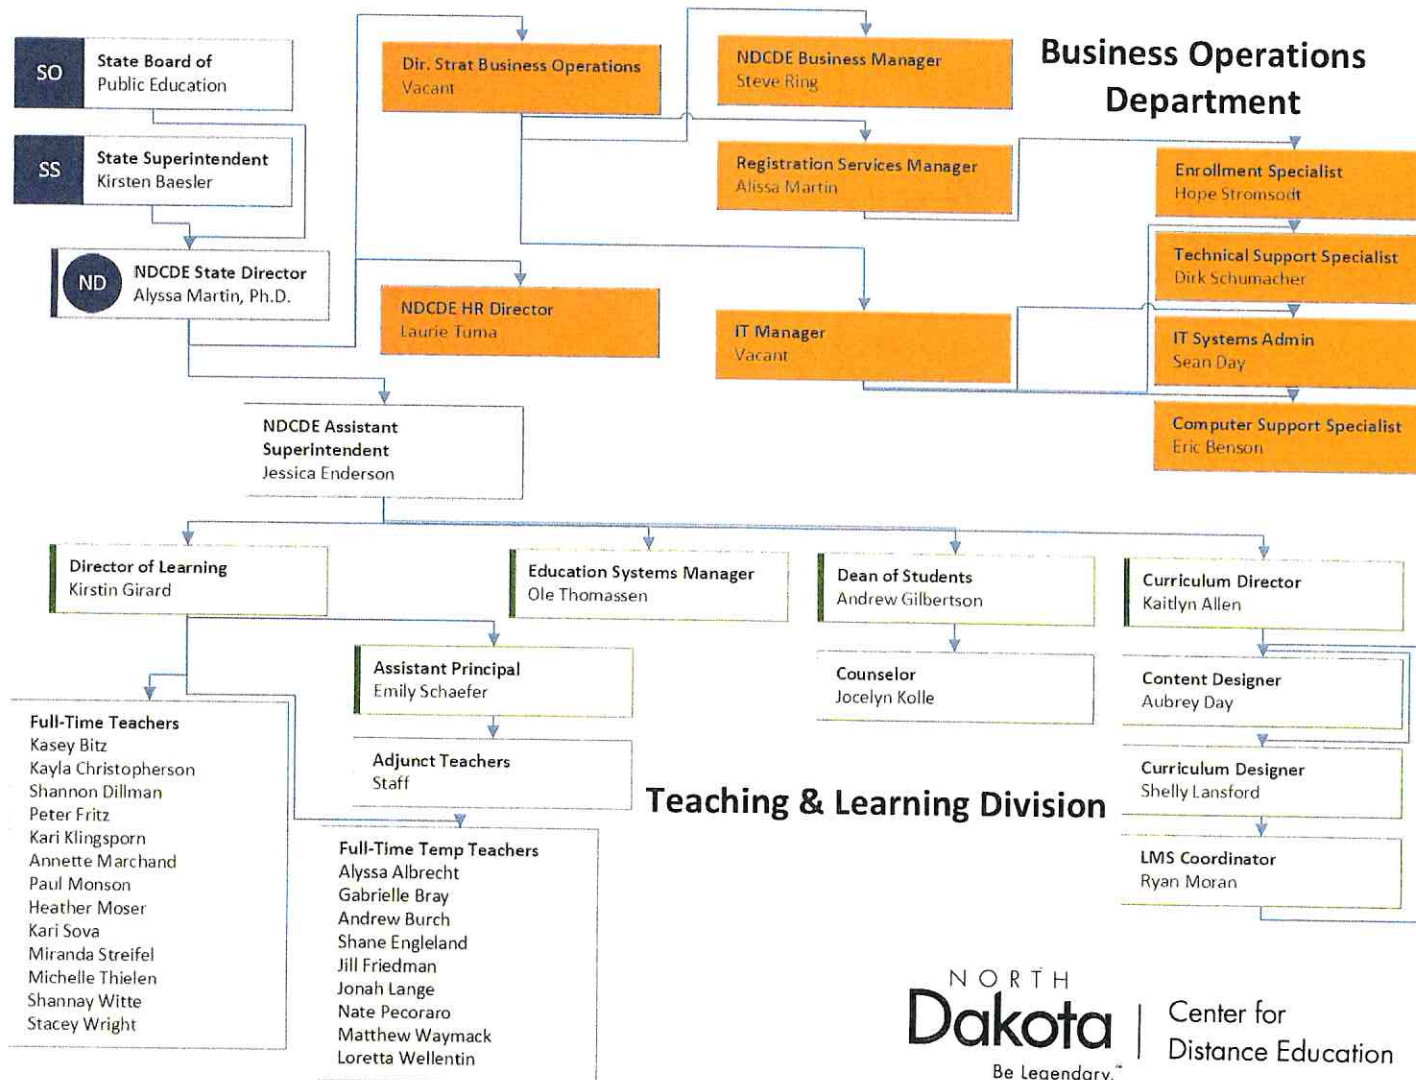 SO
State Board of
Public Education
SS
State Superintendent
Kirsten Baesler
ND
NDCDE State Director
Alyssa Martin, Ph.D.
Dir. Strat Business Operations
Vacant
NDCDE HR Director
Laurie Tuma
NDCDE Business Manager
Steve Ring
Registration Services Manager
Alissa Martin
IT Manager
Vacant
Business Operations
Department
Enrollment Specialist
Hope Stromsodt
Technical Support Specialist
Dirk Schumacher
IT Systems Admin
Sean Day
Computer Support Specialist
Eric Benson
NDCDE Assistant
Superintendent
Jessica Enderson
Director of Learning
Kirstin Girard
Education Systems Manager
Ole Thomassen
Dean of Students
Andrew Gilbertson
Curriculum Director
Kaitlyn Allen
Assistant Principal
Emily Schaefer
Counselor
Jocelyn Kolle
Content Designer
Aubrey Day
Adjunct Teachers
Staff
Curriculum Designer
Shelly Lansford
LMS Coordinator
Ryan Moran
Teaching & Learning Division
Full-Time Teachers
Kasey Bitz
Kayla Christopherson
Shannon Dillman
Peter Fritz
Kari Klingsporn
Annette Marchand
Paul Monson
Heather Moser
Kari Sova
Miranda Streifel
Michelle Thielen
Shannay Witte
Stacey Wright
Full-Time Temp Teachers
Alyssa Albrecht
Gabrielle Bray
Andrew Burch
Shane Engleland
Jill Friedman
Jonah Lange
Nate Pecoraro
Matthew Waymack
Loretta Wellentin
NORTH
Dakota
Be Legendary.™
Center for
Distance Education